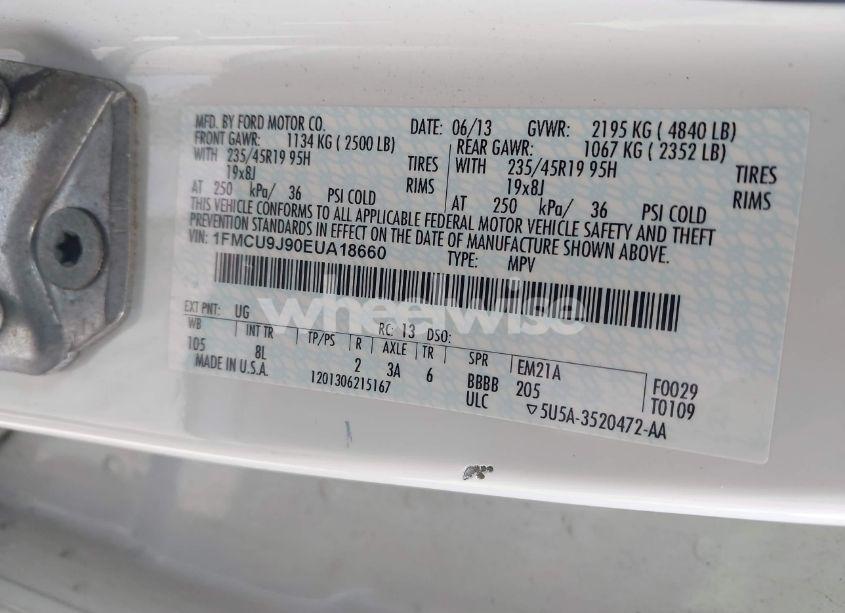 MFD. BY FORD MOTOR CO. DATE: 06/13 GVWR: 2195 KG ( 4840 LB)
FRONT GAWR: 1134 KG ( 2500 LB) REAR GAWR: 1067 KG ( 2352 LB)
WITH 235/45R19 95H TIRES WITH 235/45R19 95H TIRES
19x8J RIMS 19x8J RIMS
AT 250 kPa/ 36 PSI COLD AT 250 kPa/ 36 PSI COLD
THIS VEHICLE CONFORMS TO ALL APPLICABLE FEDERAL MOTOR VEHICLE SAFETY AND THEFT
PREVENTION STANDARDS IN EFFECT ON THE DATE OF MANUFACTURE SHOWN ABOVE.
VIN: 1FMCU9J90EUA18660 TYPE: MPV
wheelwise
EXT PNT: UG RC: 13 DSO:
WB INT TR TP/PS R AXLE TR SPR EM21A
105 8L 2 3A 6 BBBB 205 F0029
MADE IN U.S.A. 1201306215167 ULC ▽5U5A-3520472-AA T0109